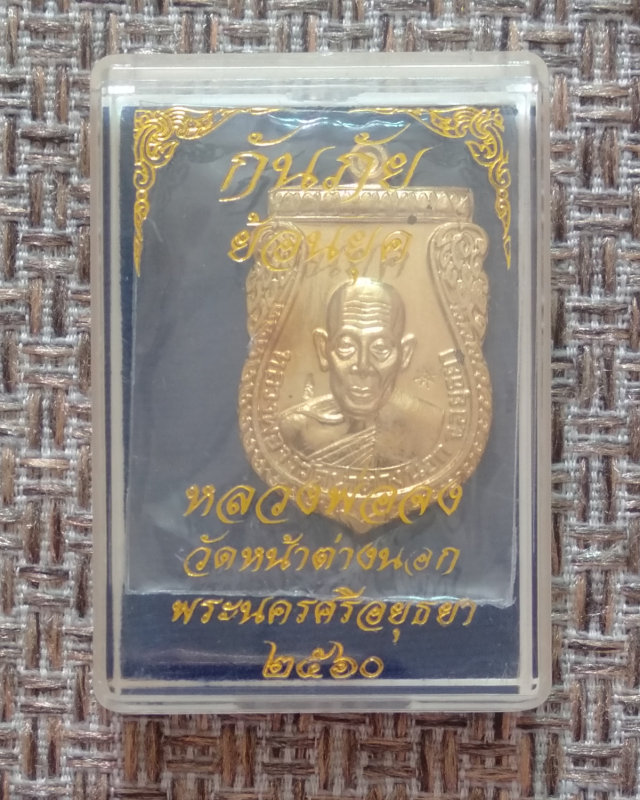 กันภัย
ย้อนยุค
หลวงพ่อจง
วัดหน้าต่างนอก
พระนครศรีอยุธยา
๒๕๖๐